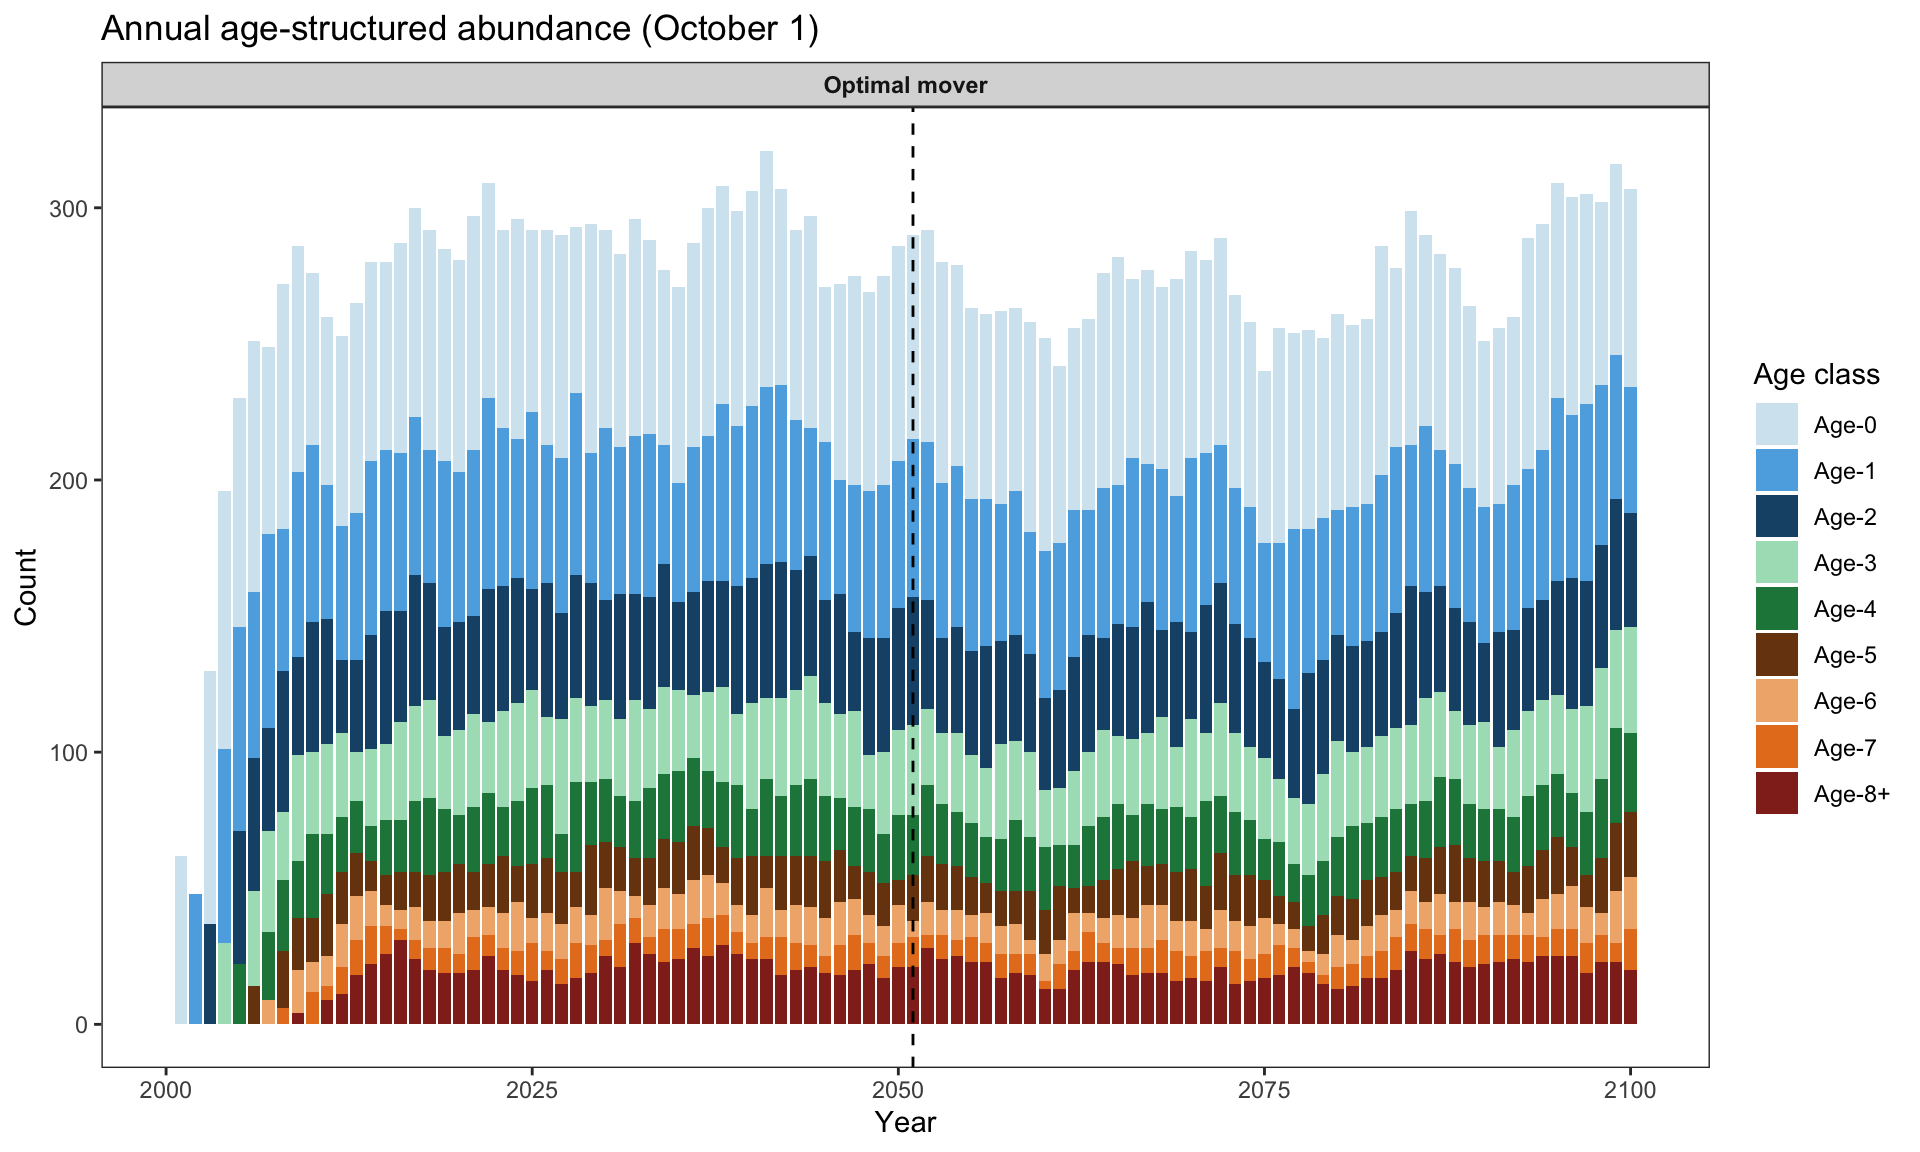 Annual age-structured abundance (October 1)
Optimal mover
Count
300
200
100
0
2000
2025
2050
2075
2100
Year
Age class
Age-0
Age-1
Age-2
Age-3
Age-4
Age-5
Age-6
Age-7
Age-8+